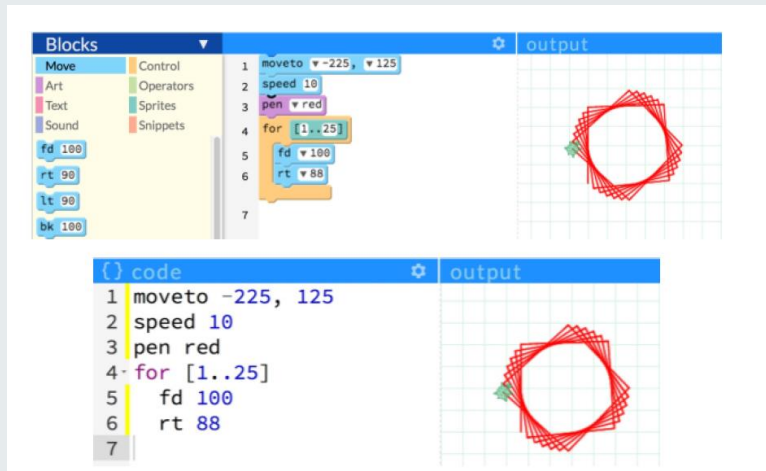 Blocks ▼
output
Move
Control
Art
Operators
Text
Sprites
Sound
Snippets
fd 100
rt 90
lt 90
bk 100
1 moveto ▾ -225, ▾ 125
2 speed 10
3 pen ▾ red
4 for [1..25]
5 fd ▾ 100
6 rt ▾ 88
7
{} code
output
1 moveto -225, 125
2 speed 10
3 pen red
4 for [1..25]
5 fd 100
6 rt 88
7